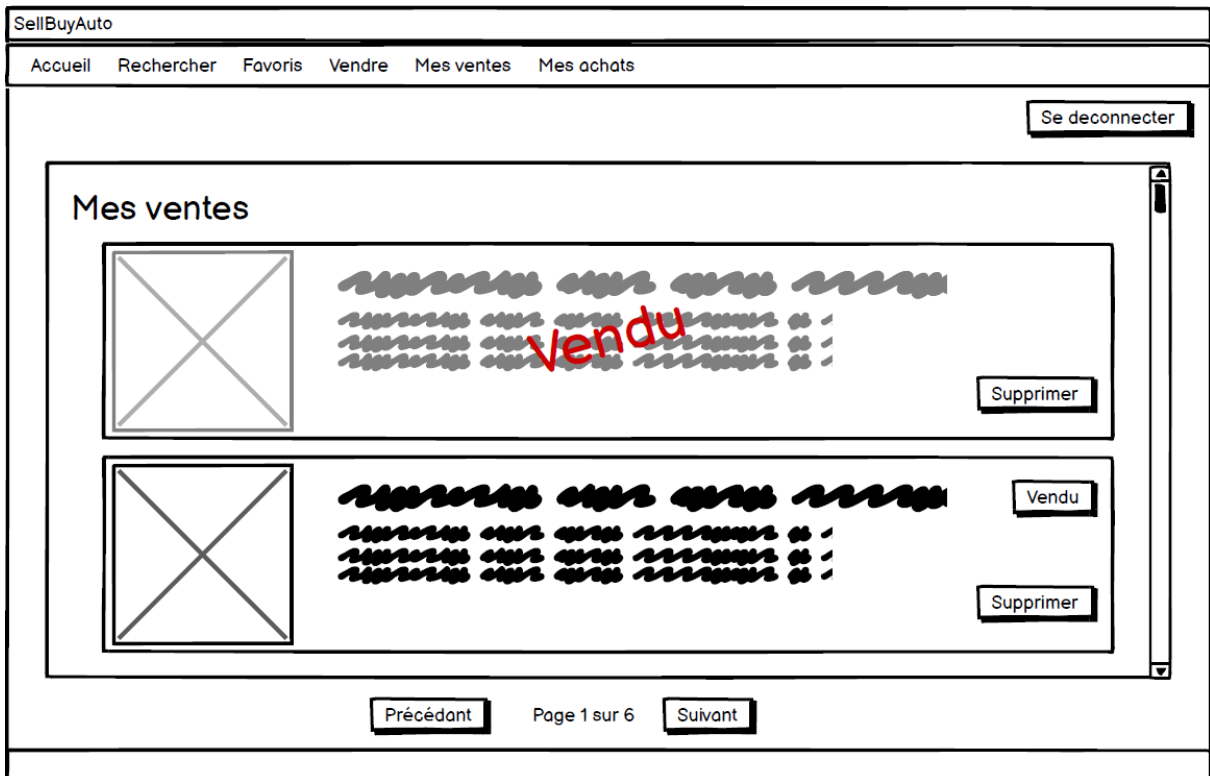 SellBuyAuto
Accueil Rechercher Favoris Vendre Mes ventes Mes achats
Se deconnecter
Mes ventes
Vendu
Supprimer
Vendu
Supprimer
Précédant Page 1 sur 6 Suivant